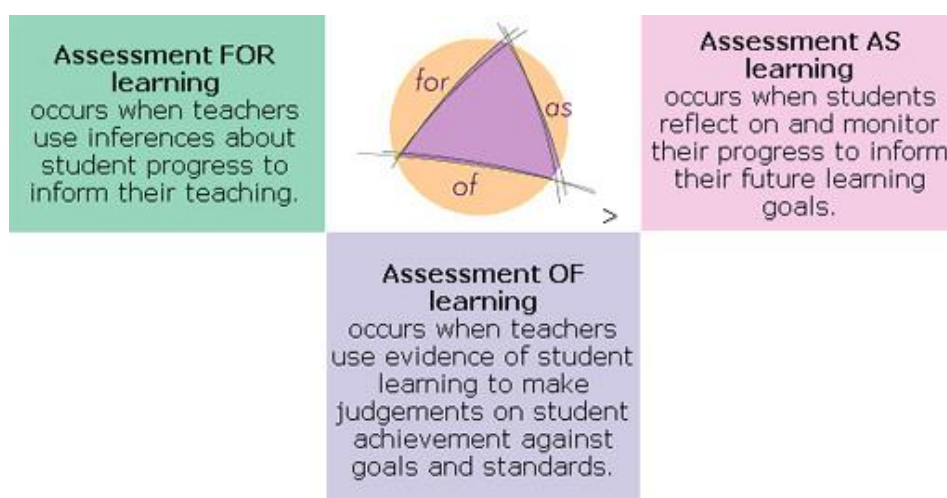 Assessment FOR
learning
occurs when teachers
use inferences about
student progress to
inform their teaching.
for
as
of
>
Assessment AS
learning
occurs when students
reflect on and monitor
their progress to inform
their future learning
goals.
Assessment OF
learning
occurs when teachers
use evidence of student
learning to make
judgements on student
achievement against
goals and standards.